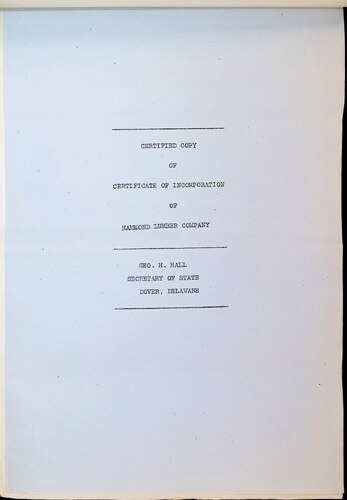 CERTIFIED COPY
OF
CERTIFICATE OF INCORPORATION
OF
HAMMOND LUMBER COMPANY
GEO. H. HALL
SECRETARY OF STATE
DOVER, DELAWARE